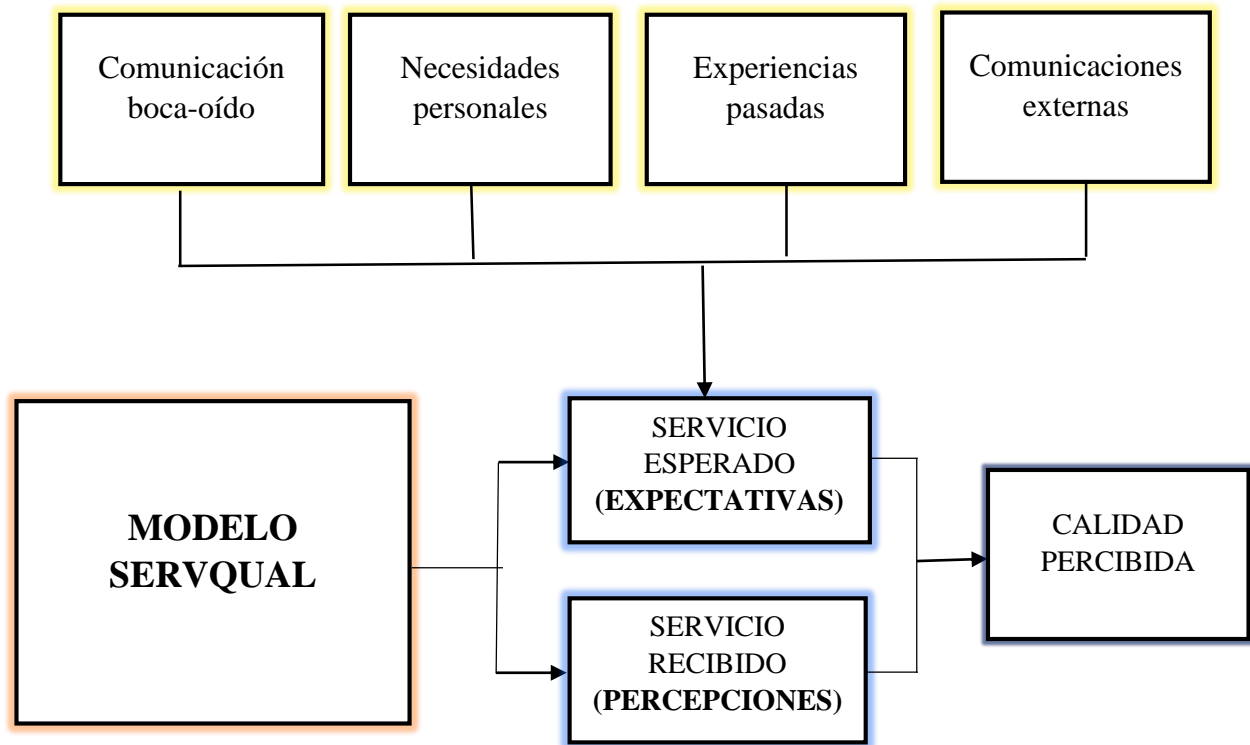 Comunicación
boca-oído
Necesidades
personales
Experiencias
pasadas
Comunicaciones
externas
MODELO
SERVQUAL
SERVICIO
ESPERADO
(EXPECTATIVAS)
SERVICIO
RECIBIDO
(PERCEPCIONES)
CALIDAD
PERCIBIDA